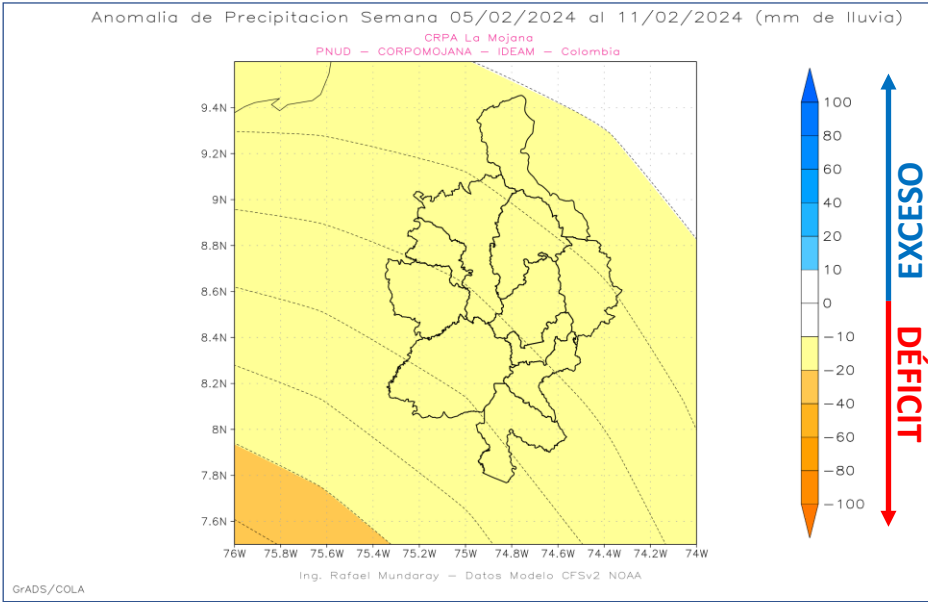 Anomalia de Precipitacion Semana 05/02/2024 al 11/02/2024 (mm de lluvia)
CRPA La Mojana
PNUD – CORPOMOJANA – IDEAM – Colombia
9.4N
9.2N
9N
8.8N
8.6N
8.4N
8.2N
8N
7.8N
7.6N
76W 75.8W 75.6W 75.4W 75.2W 75W 74.8W 74.6W 74.4W 74.2W 74W
100
80
60
40
20
10
0
−10
−20
−40
−60
−80
−100
EXCESO
DÉFICIT
Ing. Rafael Mundaray – Datos Modelo CFSv2 NOAA
GrADS/COLA